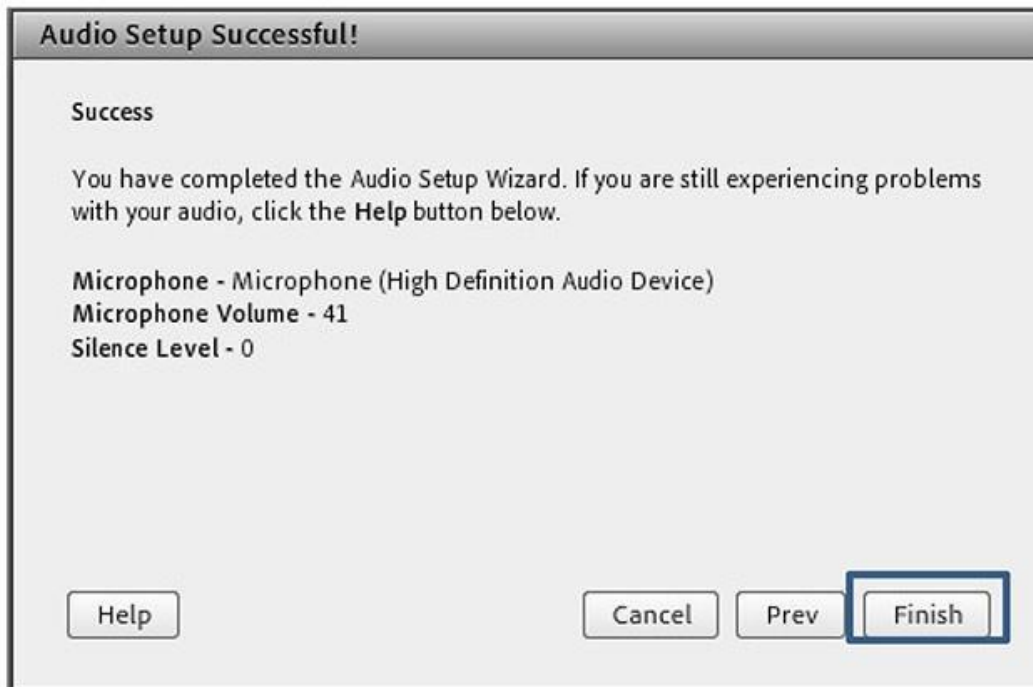 Audio Setup Successful!
Success
You have completed the Audio Setup Wizard. If you are still experiencing problems
with your audio, click the Help button below.
Microphone - Microphone (High Definition Audio Device)
Microphone Volume - 41
Silence Level - 0
Help Cancel Prev Finish